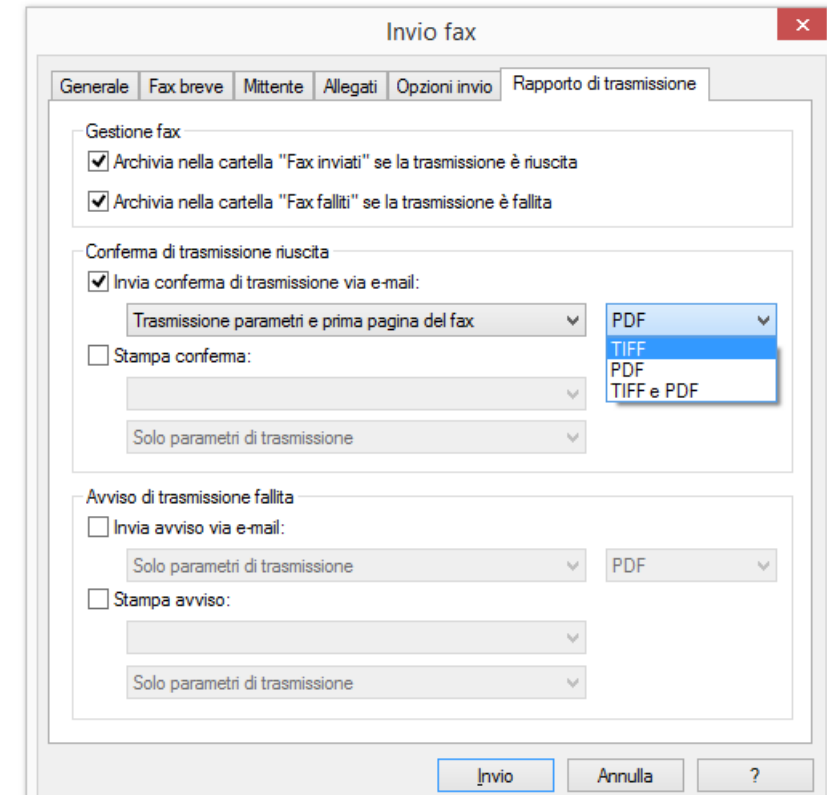 Invio fax
Generale Fax breve Mittente Allegati Opzioni invio Rapporto di trasmissione
Gestione fax
Archivia nella cartella "Fax inviati" se la trasmissione è riuscita
Archivia nella cartella "Fax falliti" se la trasmissione è fallita
Conferma di trasmissione riuscita
Invia conferma di trasmissione via e-mail:
Trasmissione parametri e prima pagina del fax PDF
TIFF
Stampa conferma:
PDF
TIFF e PDF
Solo parametri di trasmissione
Avviso di trasmissione fallita
Invia avviso via e-mail:
Solo parametri di trasmissione PDF
Stampa avviso:
Solo parametri di trasmissione
Invio Annulla ?